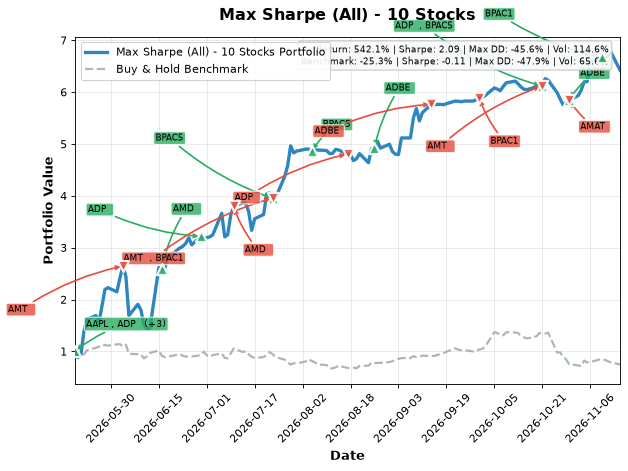 Max Sharpe (All) - 10 Stocks
BPAC1
ADP , BPAC5
Max Sharpe (All) - 10 Stocks Portfolio
Buy & Hold Benchmark
542.1% | Sharpe: 2.09 | Max DD: -45.6% | Vol: 114.6%
-25.3% | Sharpe: -0.11 | Max DD: -47.9% | Vol:
ADBE
ADBE
BPAC5
ADBE
AMAT
BPAC5
AMT
BPAC1
ADP
ADP
AMD
AMD
AMT , BPAC1
AMT
AAPL , ADP (+3)
7
6
5
4
3
2
1
Portfolio Value
2026-05-30
2026-06-15
2026-07-01
2026-07-17
2026-08-02
2026-08-18
2026-09-03
2026-09-19
2026-10-05
2026-10-21
2026-11-06
Date